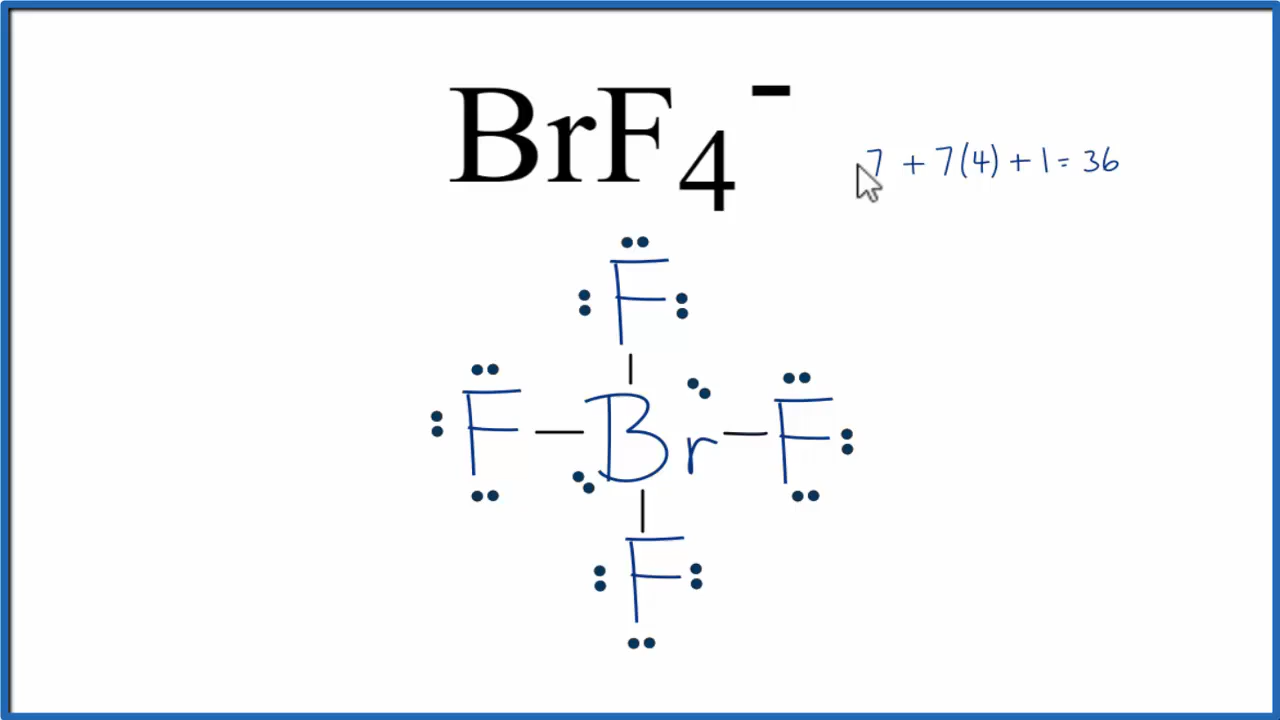 BrF₄⁻
7 + 7(4) + 1 = 36
F
F — Br — F
F